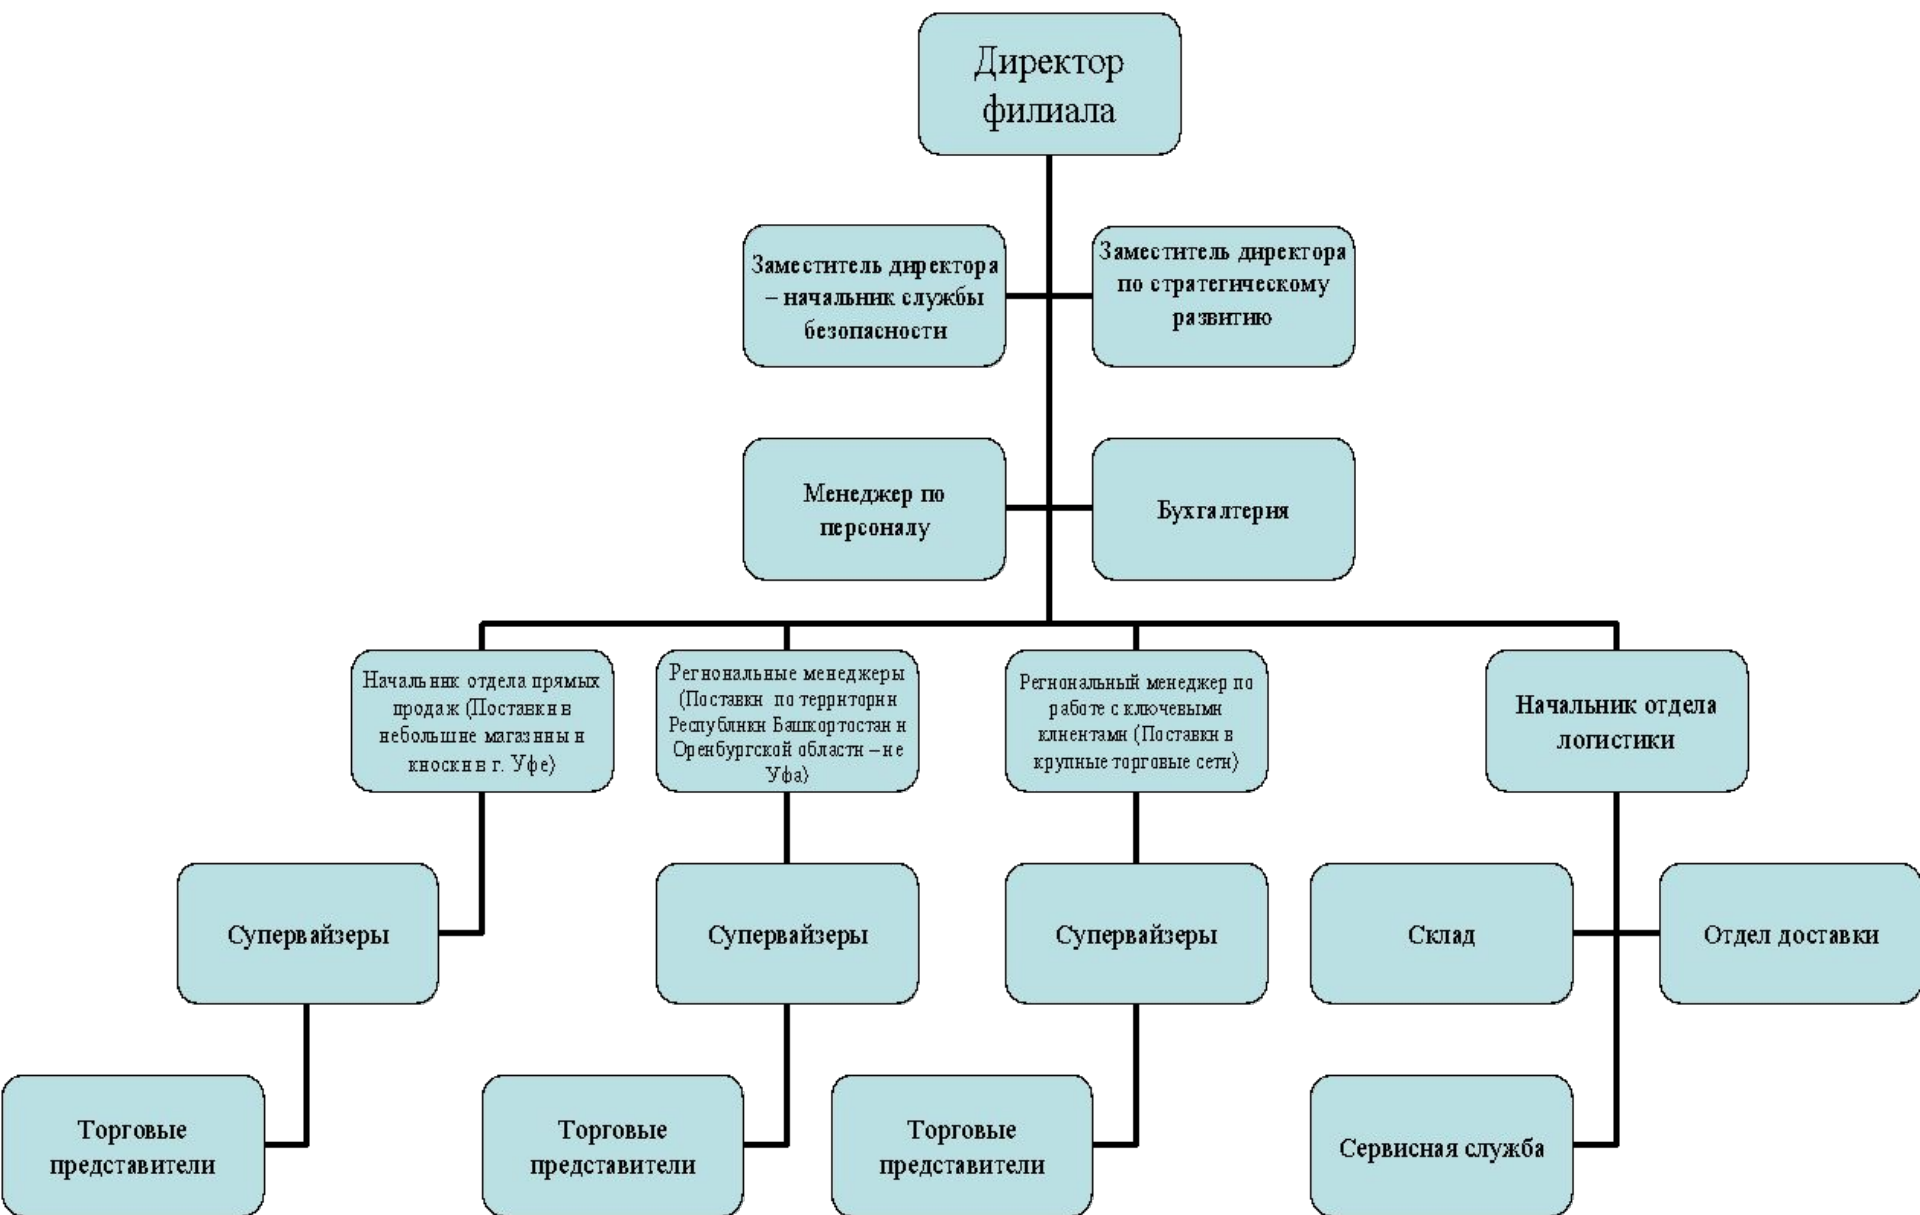 Директор
филиала
Заместитель директора
– начальник службы
безопасности
Заместитель директора
по стратегическому
развитию
Менеджер по
персоналу
Бухгалтерия
Начальник отдела прямых
продаж (Поставки в
небольшие магазины и
киоски в г. Уфе)
Региональные менеджеры
(Поставки по территории
Республики Башкортостан и
Оренбургской области – не
Уфа)
Региональный менеджер по
работе с ключевыми
клиентами (Поставки в
крупные торговые сети)
Начальник отдела
логистики
Супервайзеры
Супервайзеры
Супервайзеры
Склад
Отдел доставки
Торговые
представители
Торговые
представители
Торговые
представители
Сервисная служба